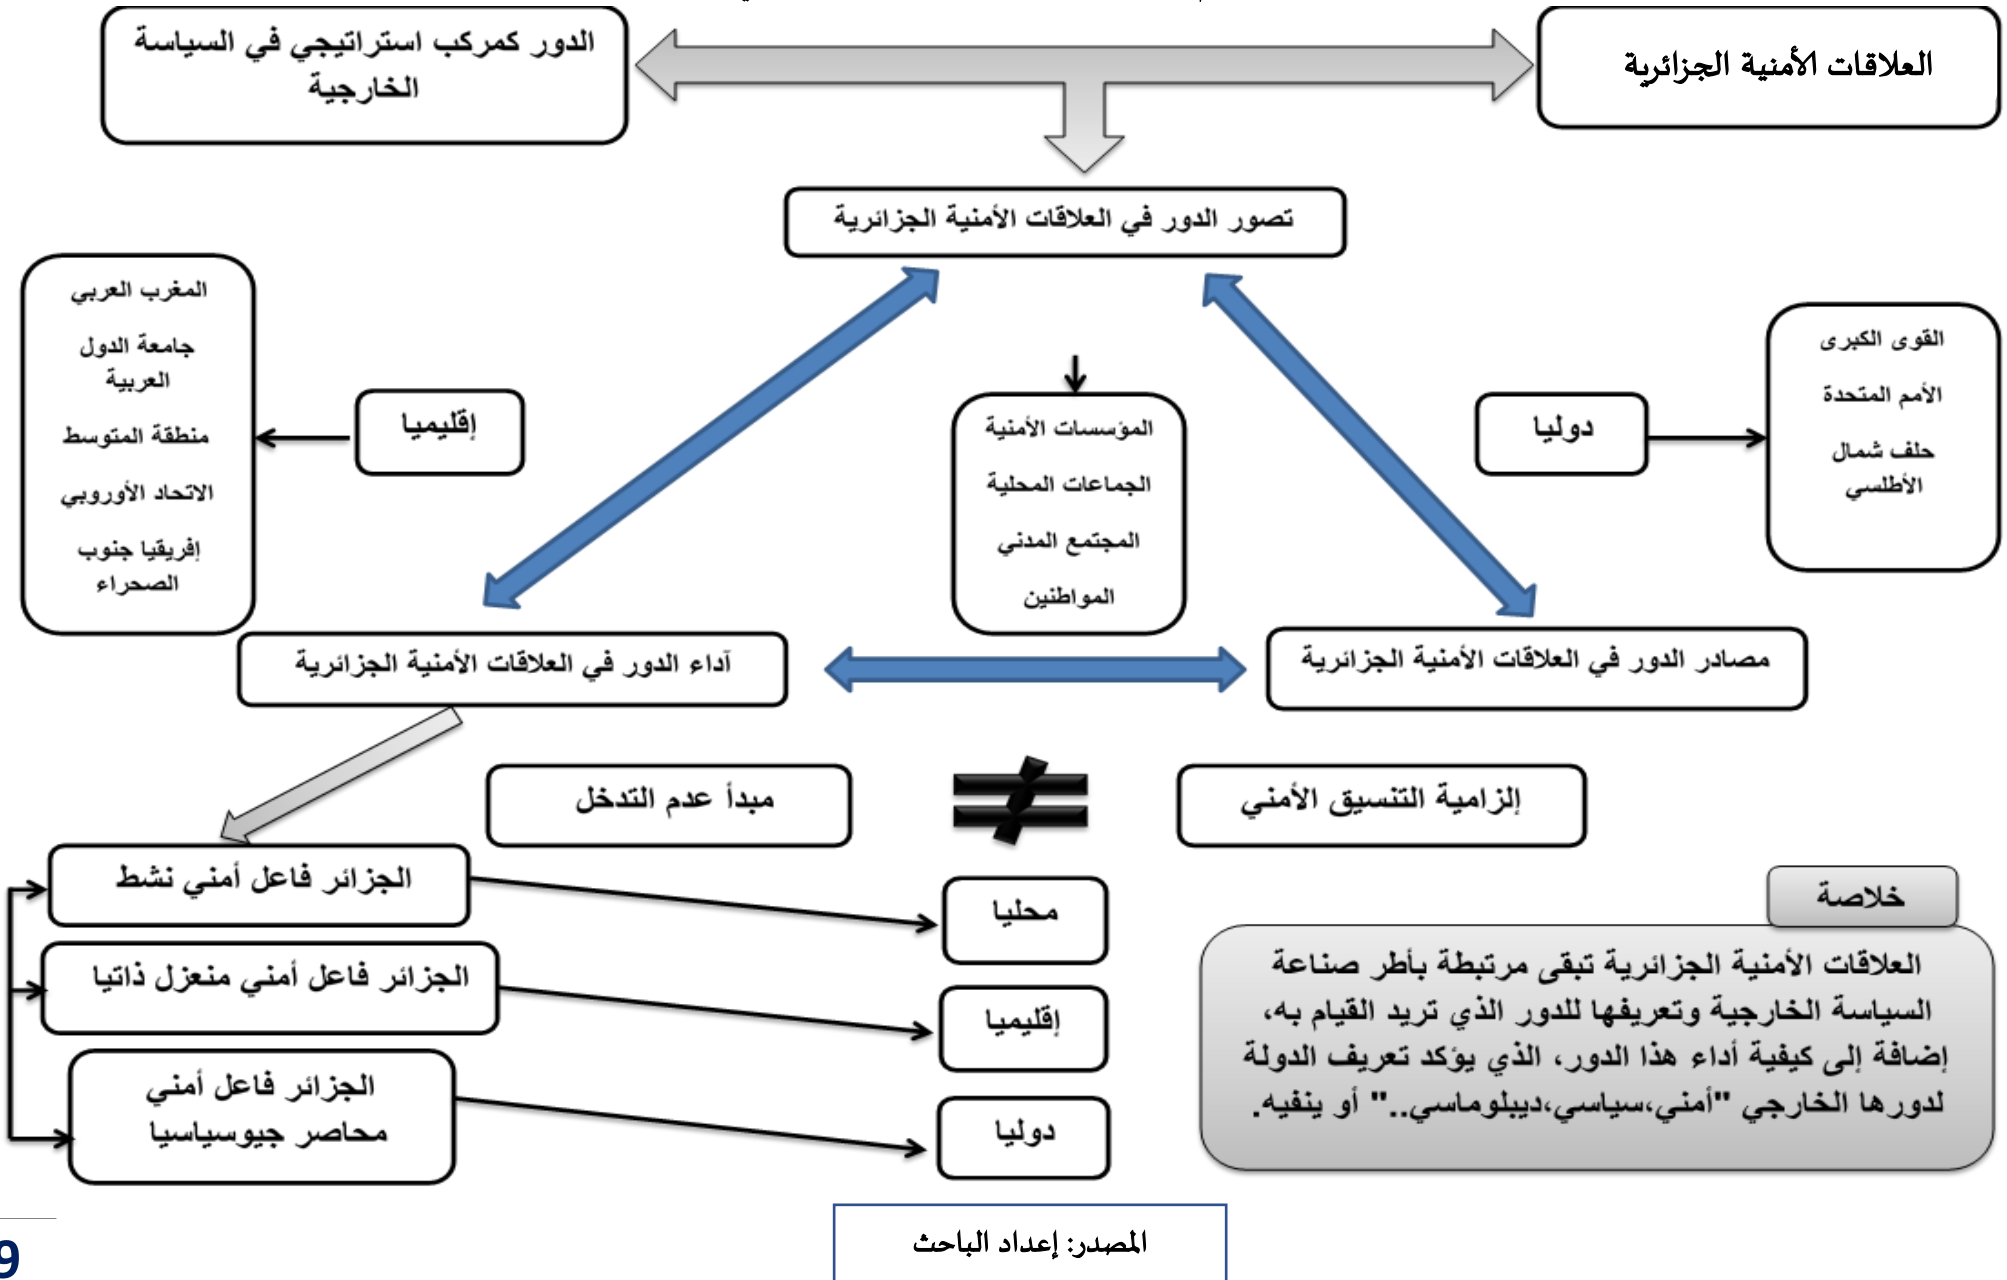 العلاقات الأمنية الجزائرية
الدور كمركب استراتيجي في السياسة
الخارجية
تصور الدور في العلاقات الأمنية الجزائرية
القوى الكبرى
الأمم المتحدة
حلف شمال
الأطلسي
دوليا
المؤسسات الأمنية
الجماعات المحلية
المجتمع المدني
المواطنين
إقليميا
المغرب العربي
جامعة الدول
العربية
منطقة المتوسط
الاتحاد الأوروبي
إفريقيا جنوب
الصحراء
مصادر الدور في العلاقات الأمنية الجزائرية
آداء الدور في العلاقات الأمنية الجزائرية
إلزامية التنسيق الأمني
≠
مبدأ عدم التدخل
الجزائر فاعل أمني نشط
محليا
الجزائر فاعل أمني منعزل ذاتيا
إقليميا
الجزائر فاعل أمني
محاصر جيوسياسيا
دوليا
خلاصة
العلاقات الأمنية الجزائرية تبقى مرتبطة بأطر صناعة
السياسة الخارجية وتعريفها للدور الذي تريد القيام به،
إضافة إلى كيفية أداء هذا الدور، الذي يؤكد تعريف الدولة
لدورها الخارجي "أمني،سياسي،ديبلوماسي.." أو ينفيه.
المصدر: إعداد الباحث
9